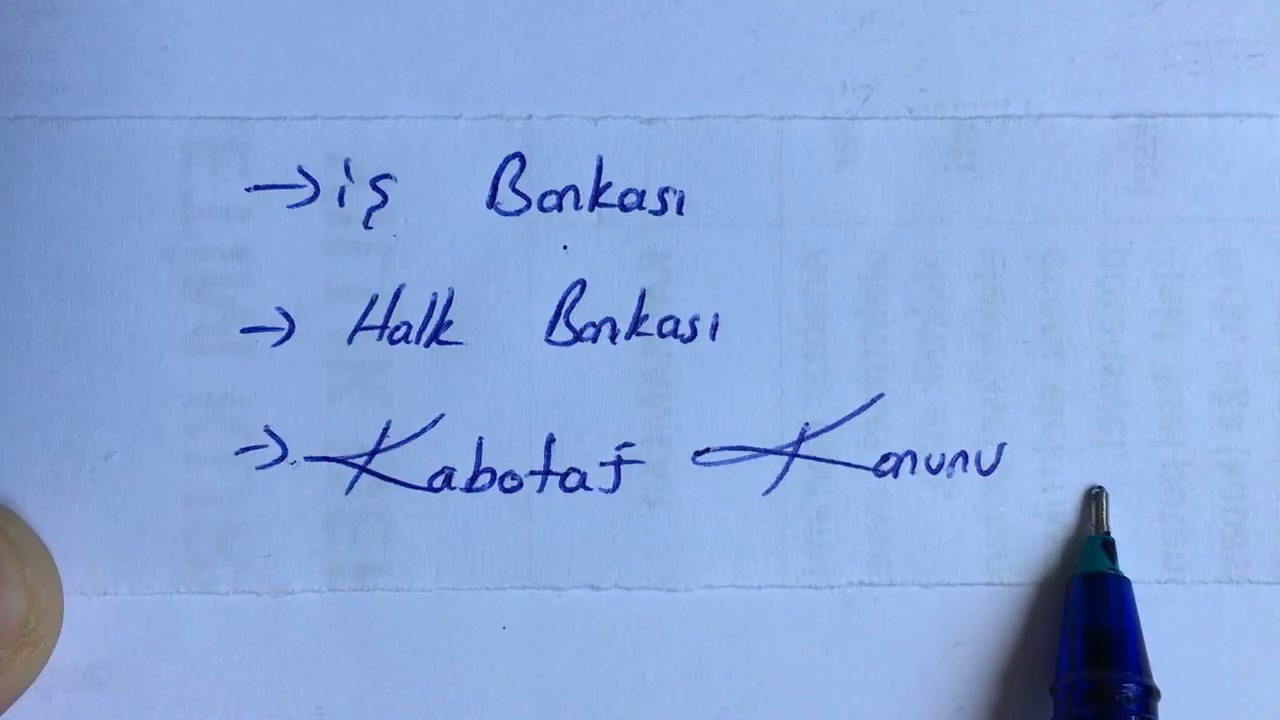 → iş Bankası
→ Halk Bankası
→ Kabotaj Kanunu